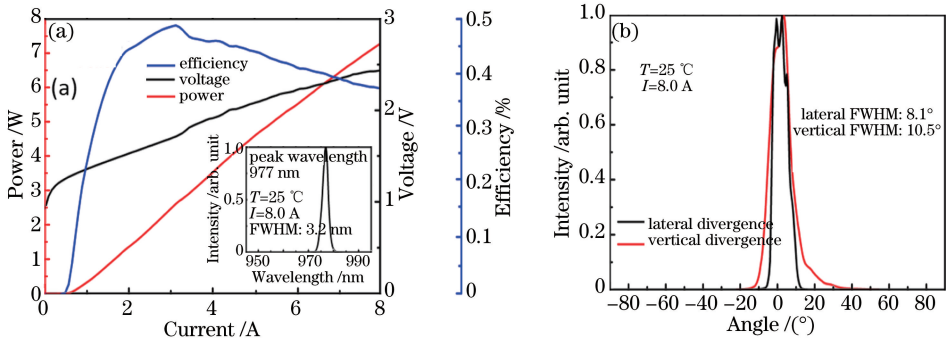 (a)
(a)
efficiency
voltage
power
8
7
6
5
4
3
2
1
0
Power /W
0
2
4
6
8
Current /A
3
2
1
0
Voltage /V
0.5
0.4
0.3
0.2
0.1
0
Efficiency /%
peak wavelength
977 nm
T=25 ℃
I=8.0 A
FWHM: 3.2 nm
1.0
0.5
0
Intensity /arb. unit
950
970
990
Wavelength /nm
(b)
T=25 ℃
I=8.0 A
lateral FWHM: 8.1°
vertical FWHM: 10.5°
lateral divergence
vertical divergence
1.0
0.8
0.6
0.4
0.2
0
Intensity /arb. unit
−80
−60
−40
−20
0
20
40
60
80
Angle /(°)